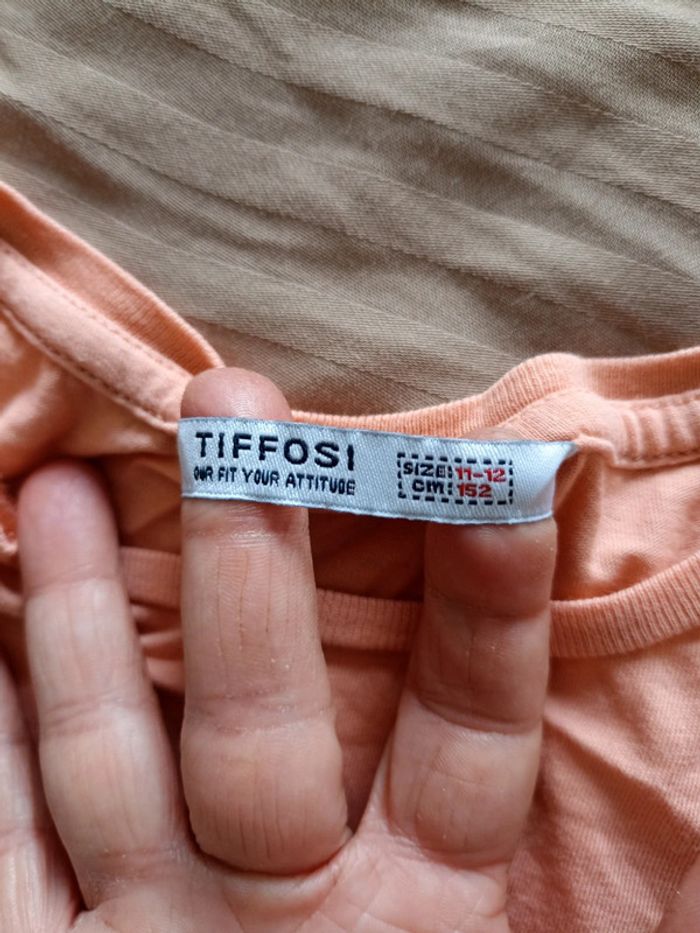 TIFFOSI
OUR FIT YOUR ATTITUDE
SIZE: 11-12
CM: 152